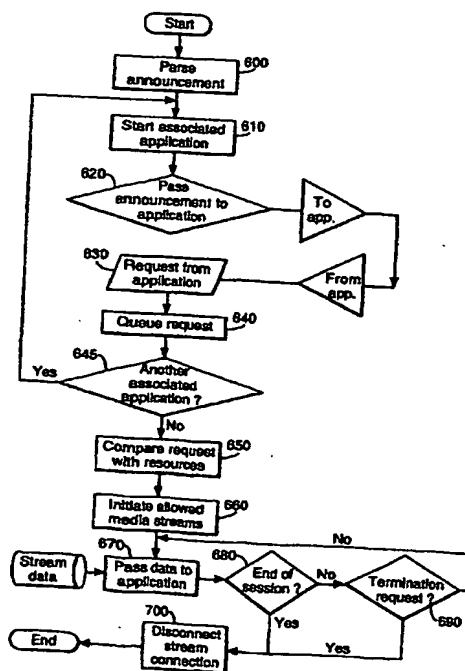 Start
Parse
announcement
600
Start associated
application
610
620
Pass
announcement to
application
To
app.
630
Request from
application
From
app.
Queue request
640
645
Another
associated
application ?
Yes
No
Compare request
with resources
650
Initiate allowed
media streams
660
No
Stream
data
670
Pass data to
application
680
End of
session ?
No
Termination
request ?
690
Yes
Yes
700
Disconnect
stream
connection
End